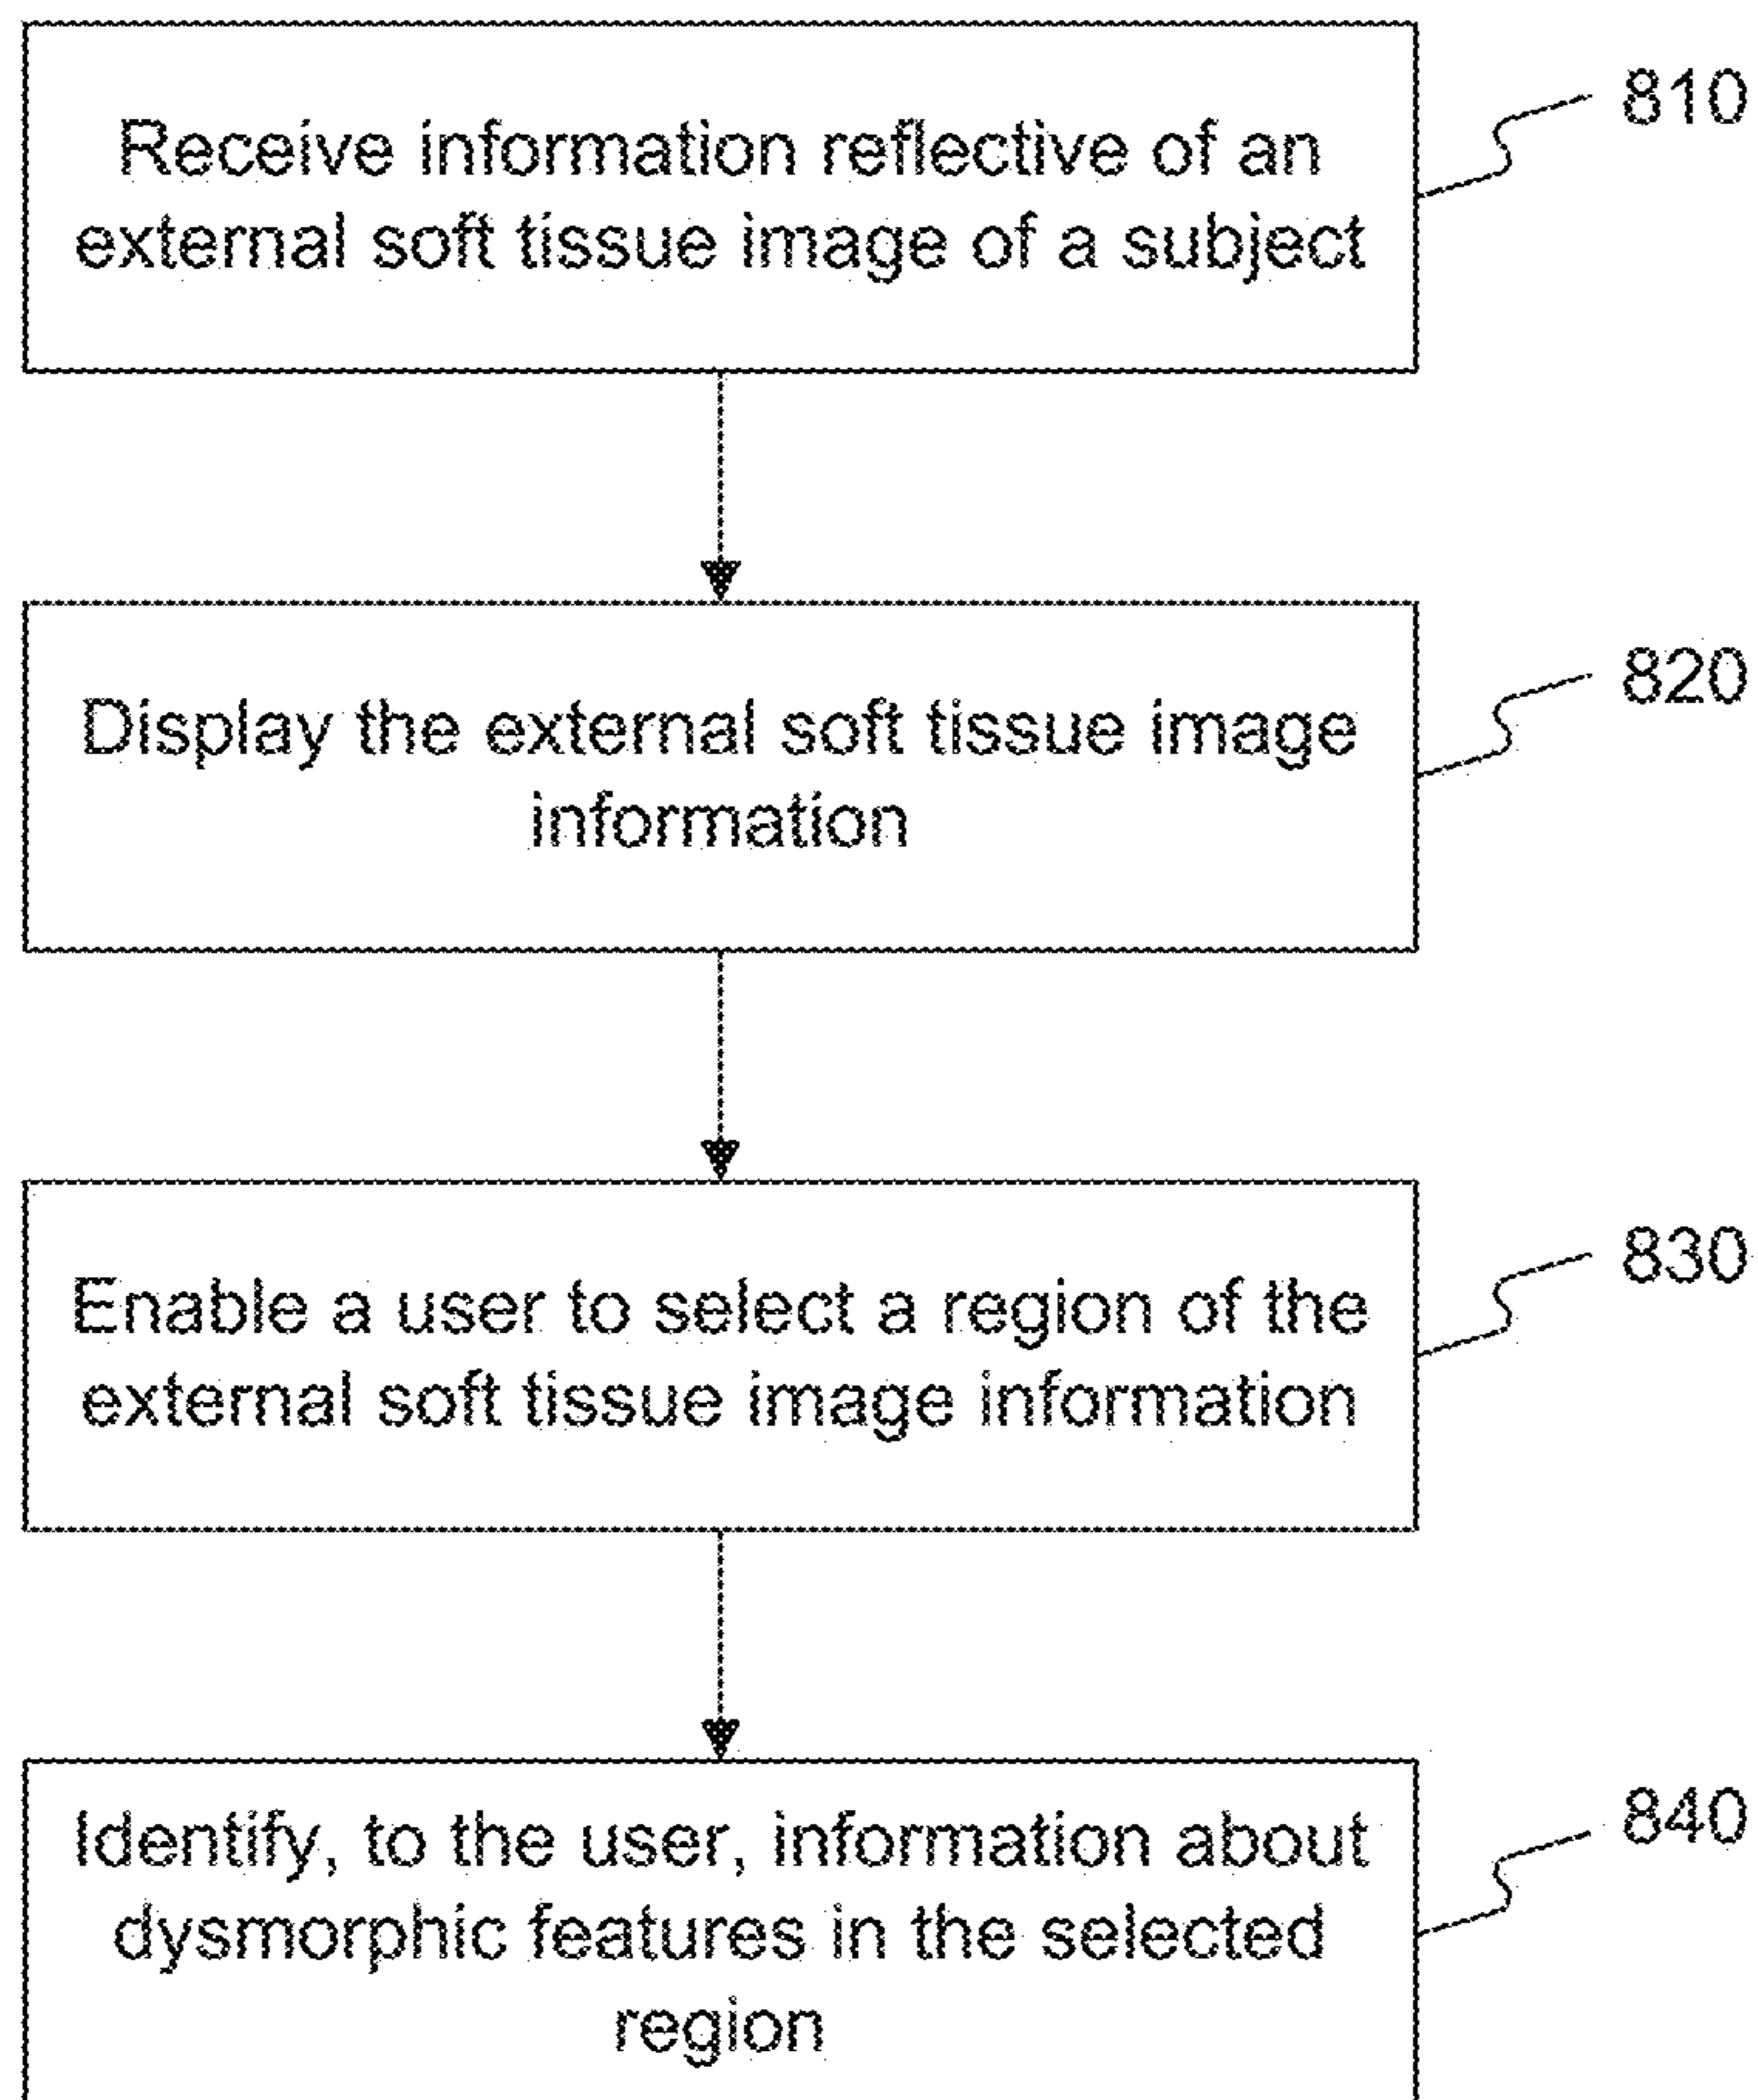 Receive information reflective of an
external soft tissue image of a subject
810
Display the external soft tissue image
information
820
Enable a user to select a region of the
external soft tissue image information
830
Identify, to the user, information about
dysmorphic features in the selected
region
840